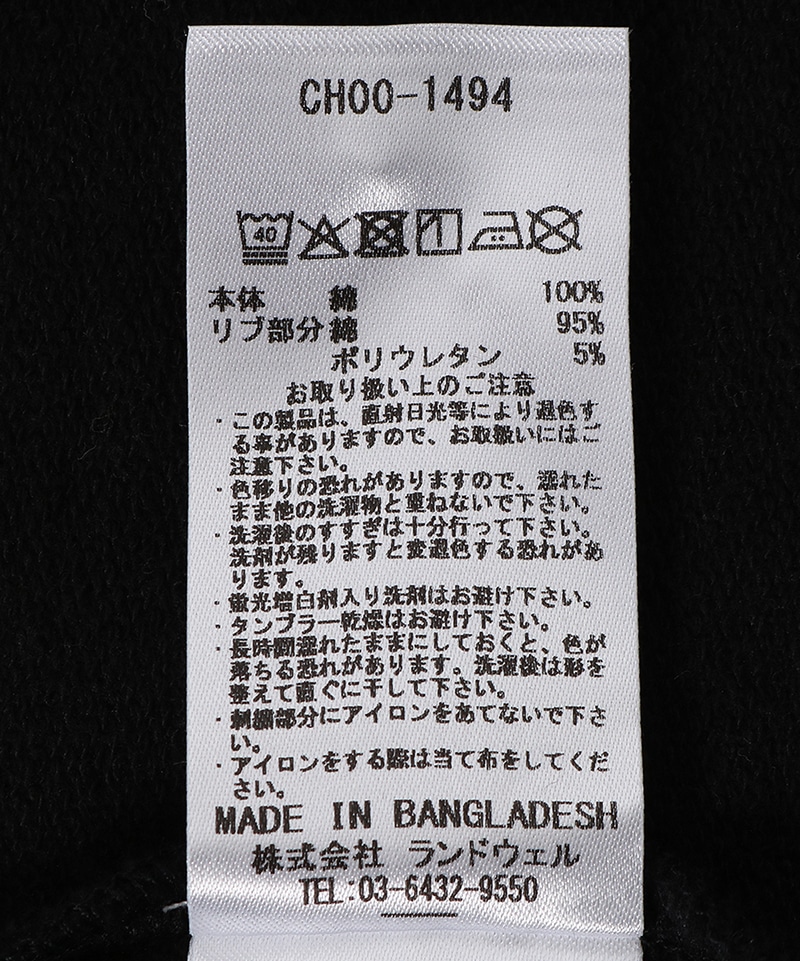 CH00-1494
40
本体 綿 100%
リブ部分 綿 95%
ポリウレタン 5%
お取り扱い上のご注意
・この製品は、直射日光等により退色す
る事がありますので、お取扱いにはご
注意下さい。
・色移りの恐れがありますので、濡れた
まま他の洗濯物と重ねないで下さい。
・洗濯後のすすぎは十分行って下さい。
洗剤が残りますと変退色する恐れがあ
ります。
・蛍光増白剤入り洗剤はお避け下さい。
・タンブラー乾燥はお避け下さい。
・長時間濡れたままにしておくと、色が
落ちる恐れがあります。洗濯後は形を
整えて直ぐに干して下さい。
・刺繍部分にアイロンをあてないで下さ
い。
・アイロンをする際は当て布をしてくだ
さい。
MADE IN BANGLADESH
株式会社 ランドウェル
TEL:03-6432-9550